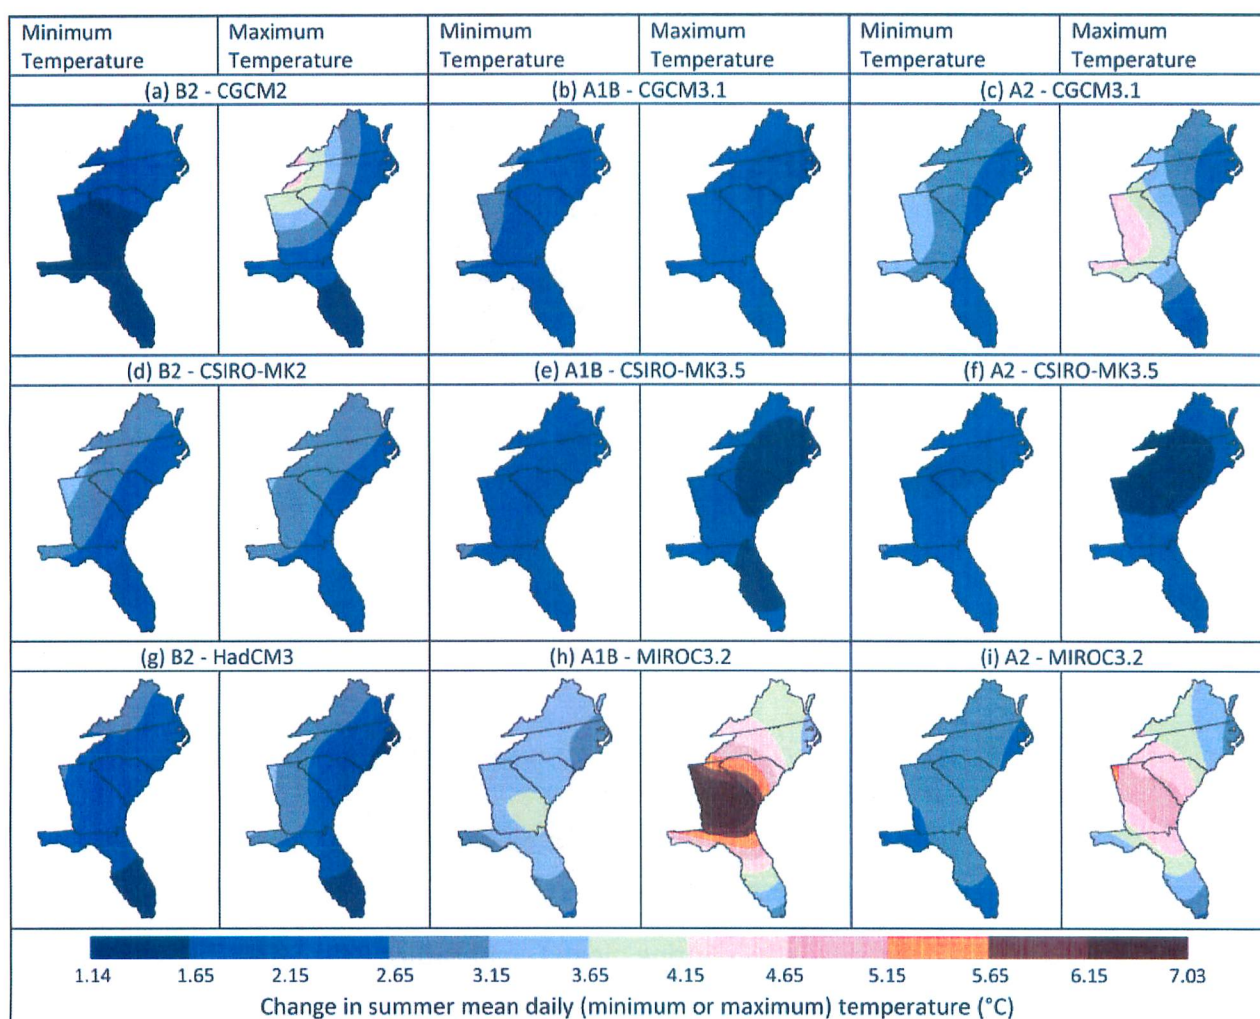 Minimum Temperature
Maximum Temperature
Minimum Temperature
Maximum Temperature
Minimum Temperature
Maximum Temperature
(a) B2 - CGCM2
(b) A1B - CGCM3.1
(c) A2 - CGCM3.1
(d) B2 - CSIRO-MK2
(e) A1B - CSIRO-MK3.5
(f) A2 - CSIRO-MK3.5
(g) B2 - HadCM3
(h) A1B - MIROC3.2
(i) A2 - MIROC3.2
1.14 1.65 2.15 2.65 3.15 3.65 4.15 4.65 5.15 5.65 6.15 7.03
Change in summer mean daily (minimum or maximum) temperature (°C)